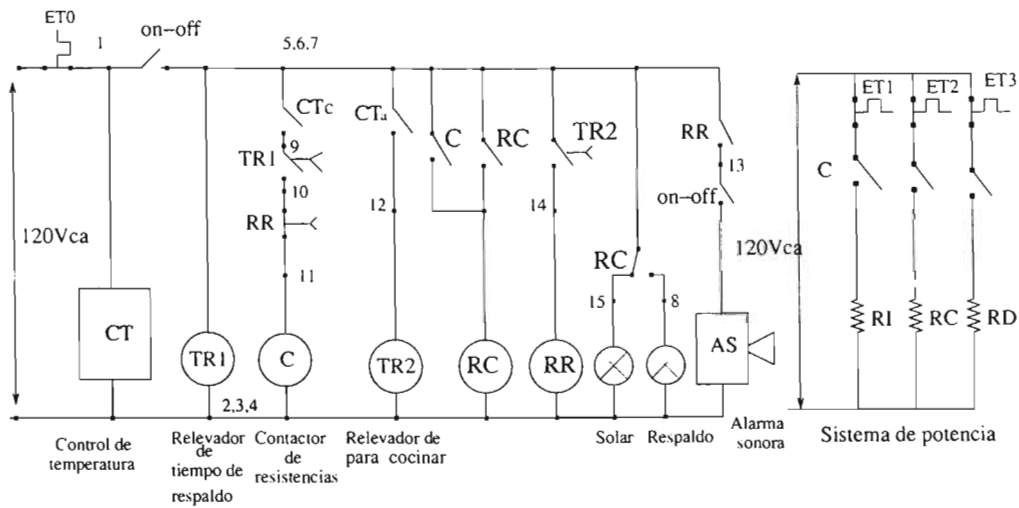 ET0
1
on-off
5.6.7
ET1
ET2
ET3
CTc
CTa
C
RC
TR2
RR
9
TR1
13
C
10
on-off
12
14
RR
120Vca
120Vca
RC
11
15
8
RI
RC
RD
CT
AS
TR1
C
TR2
RC
RR
2,3,4
Control de
temperatura
Relevador
de
tiempo de
respaldo
Contactor
de
resistencias
Relevador de
para cocinar
Solar
Respaldo
Alarma
sonora
Sistema de potencia